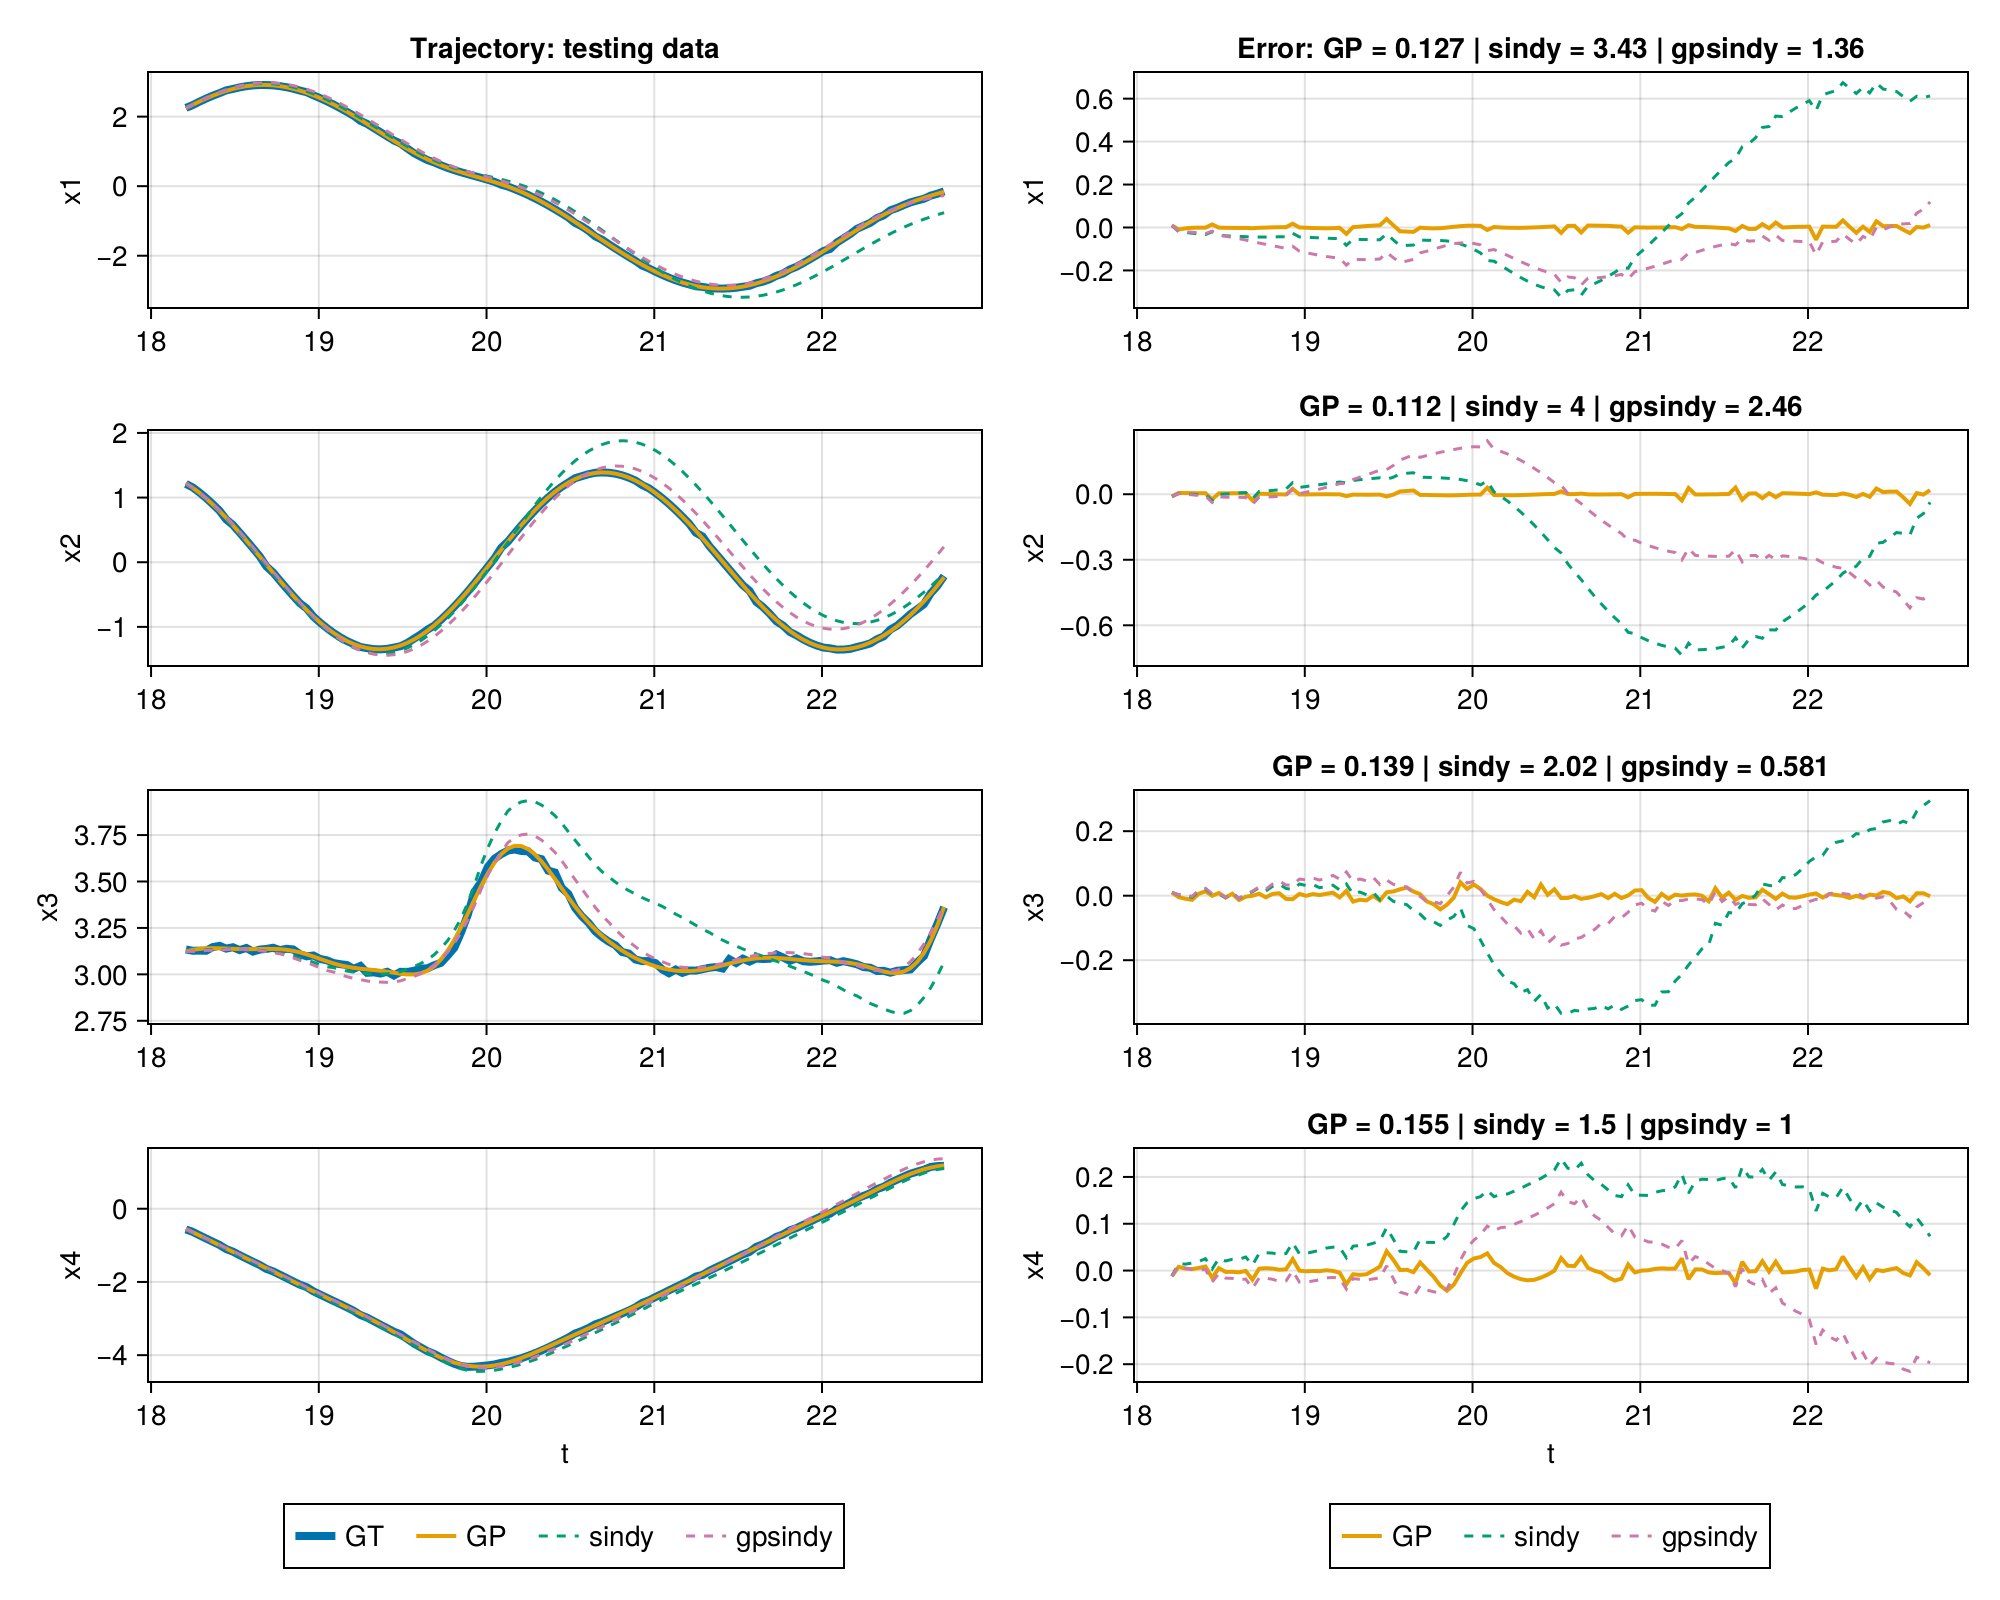 Trajectory: testing data
x1
2
0
−2
18 19 20 21 22
Error: GP = 0.127 | sindy = 3.43 | gpsindy = 1.36
x1
0.6
0.4
0.2
0.0
−0.2
18 19 20 21 22
x2
2
1
0
−1
18 19 20 21 22
GP = 0.112 | sindy = 4 | gpsindy = 2.46
x2
0.0
−0.3
−0.6
18 19 20 21 22
x3
3.75
3.50
3.25
3.00
2.75
18 19 20 21 22
GP = 0.139 | sindy = 2.02 | gpsindy = 0.581
x3
0.2
0.0
−0.2
18 19 20 21 22
x4
0
−2
−4
18 19 20 21 22
t
GP = 0.155 | sindy = 1.5 | gpsindy = 1
x4
0.2
0.1
0.0
−0.1
−0.2
18 19 20 21 22
t
GT GP sindy gpsindy
GP sindy gpsindy